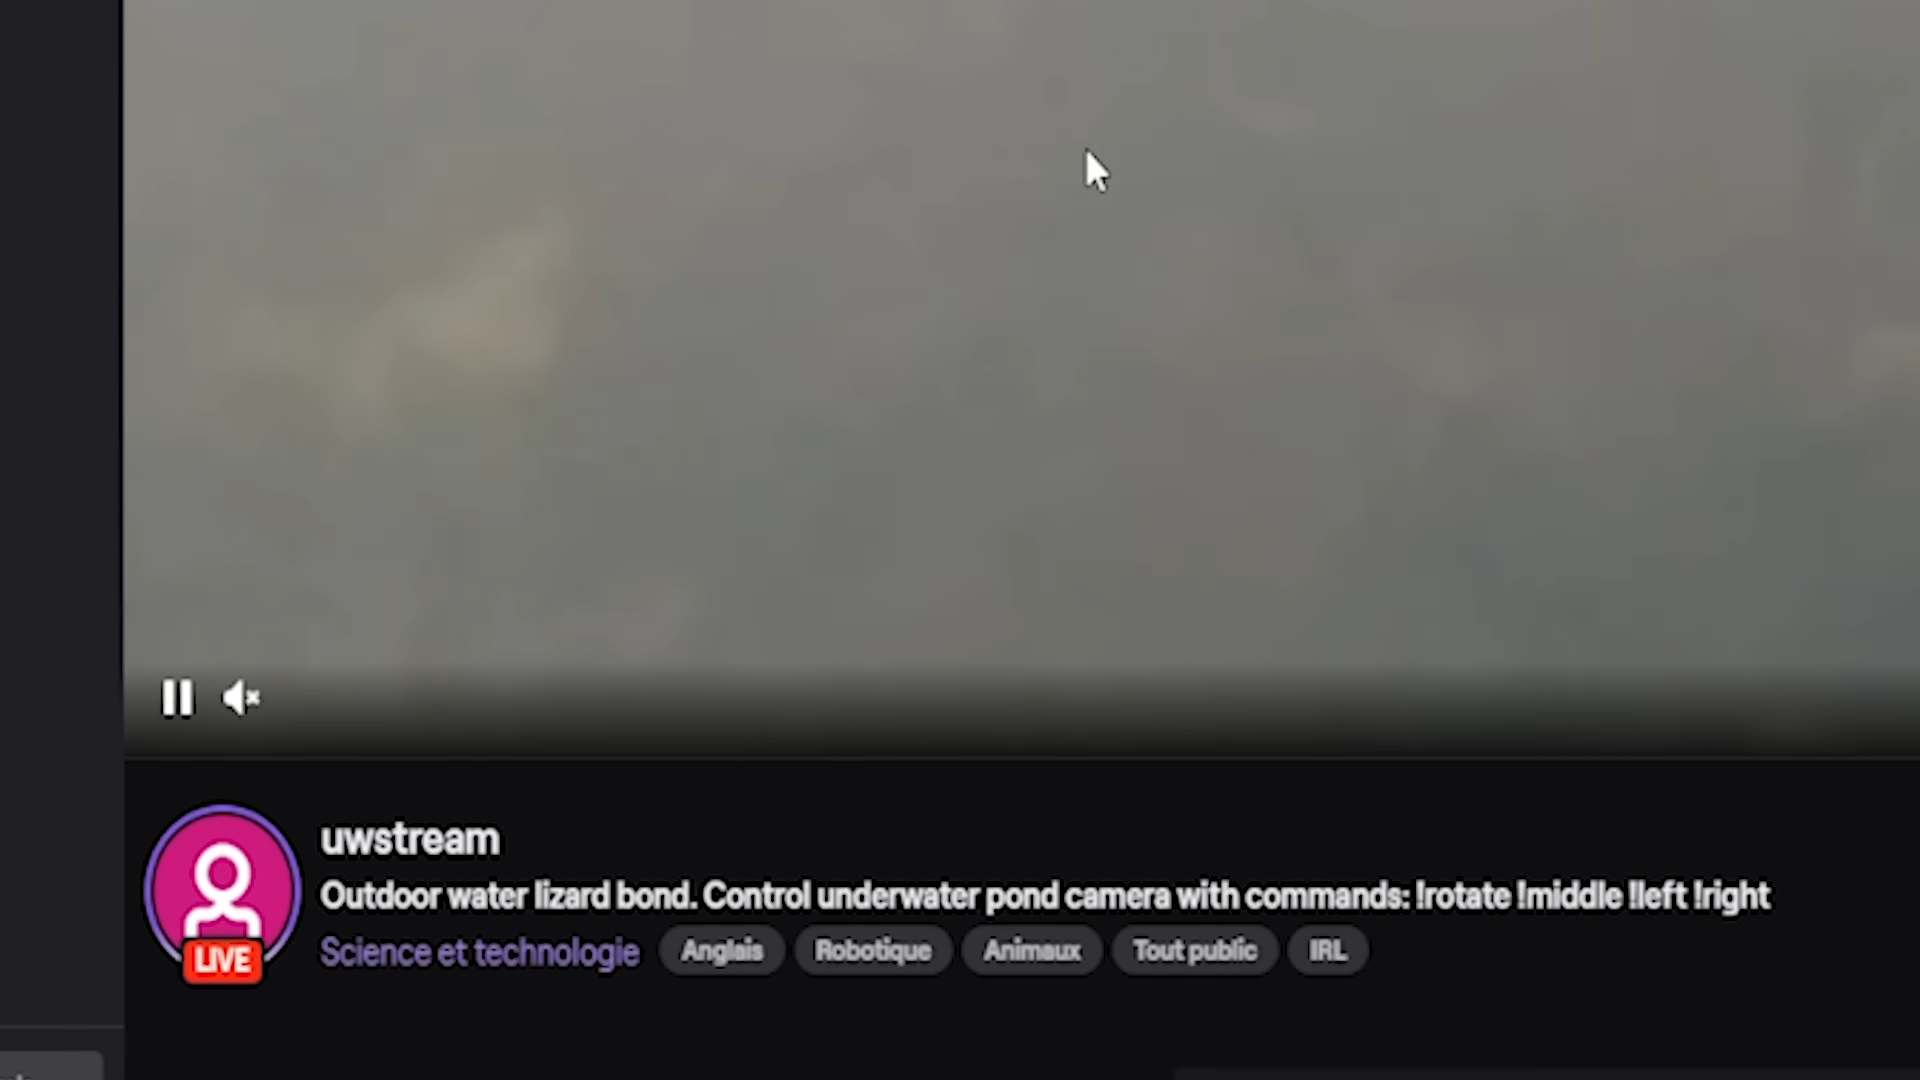 uwstream
Outdoor water lizard bond. Control underwater pond camera with commands: !rotate !middle !left !right
LIVE
Science et technologie Anglais Robotique Animaux Tout public IRL